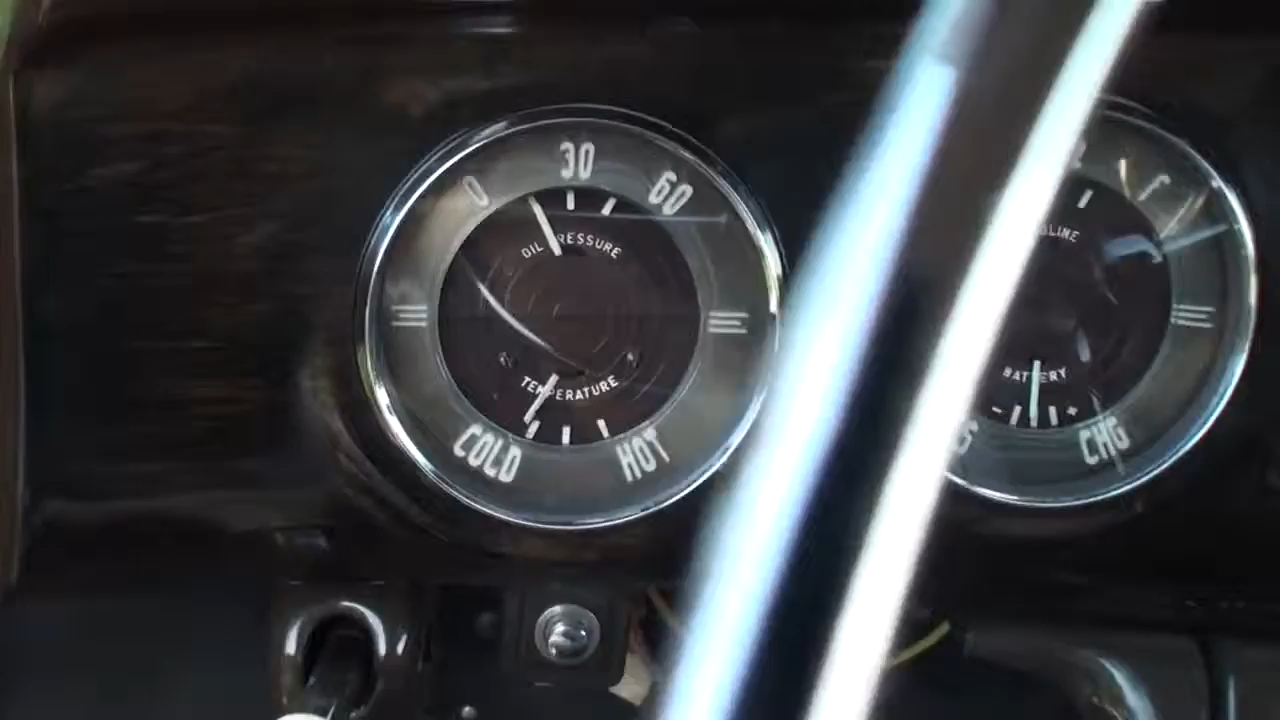 0 30 60
OIL PRESSURE
TEMPERATURE
COLD HOT
F
BATTERY
- +
CHG